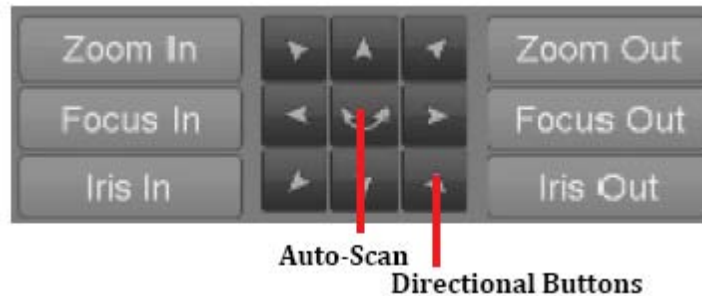 Zoom In
Zoom Out
Focus In
Focus Out
Iris In
Iris Out
Auto-Scan
Directional Buttons